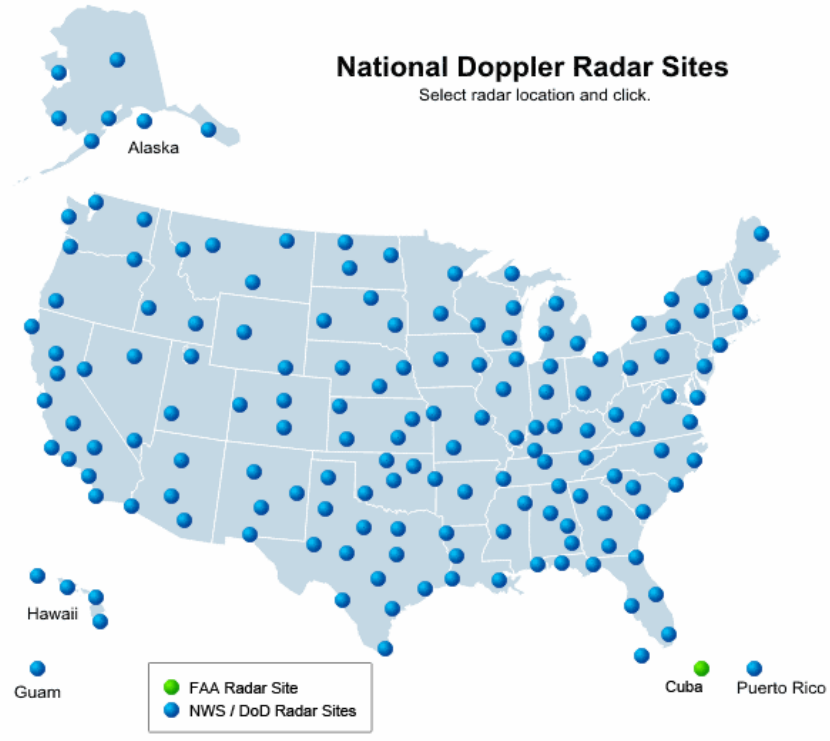 National Doppler Radar Sites
Select radar location and click.
Alaska
Hawaii
Guam
FAA Radar Site
NWS / DoD Radar Sites
Cuba
Puerto Rico